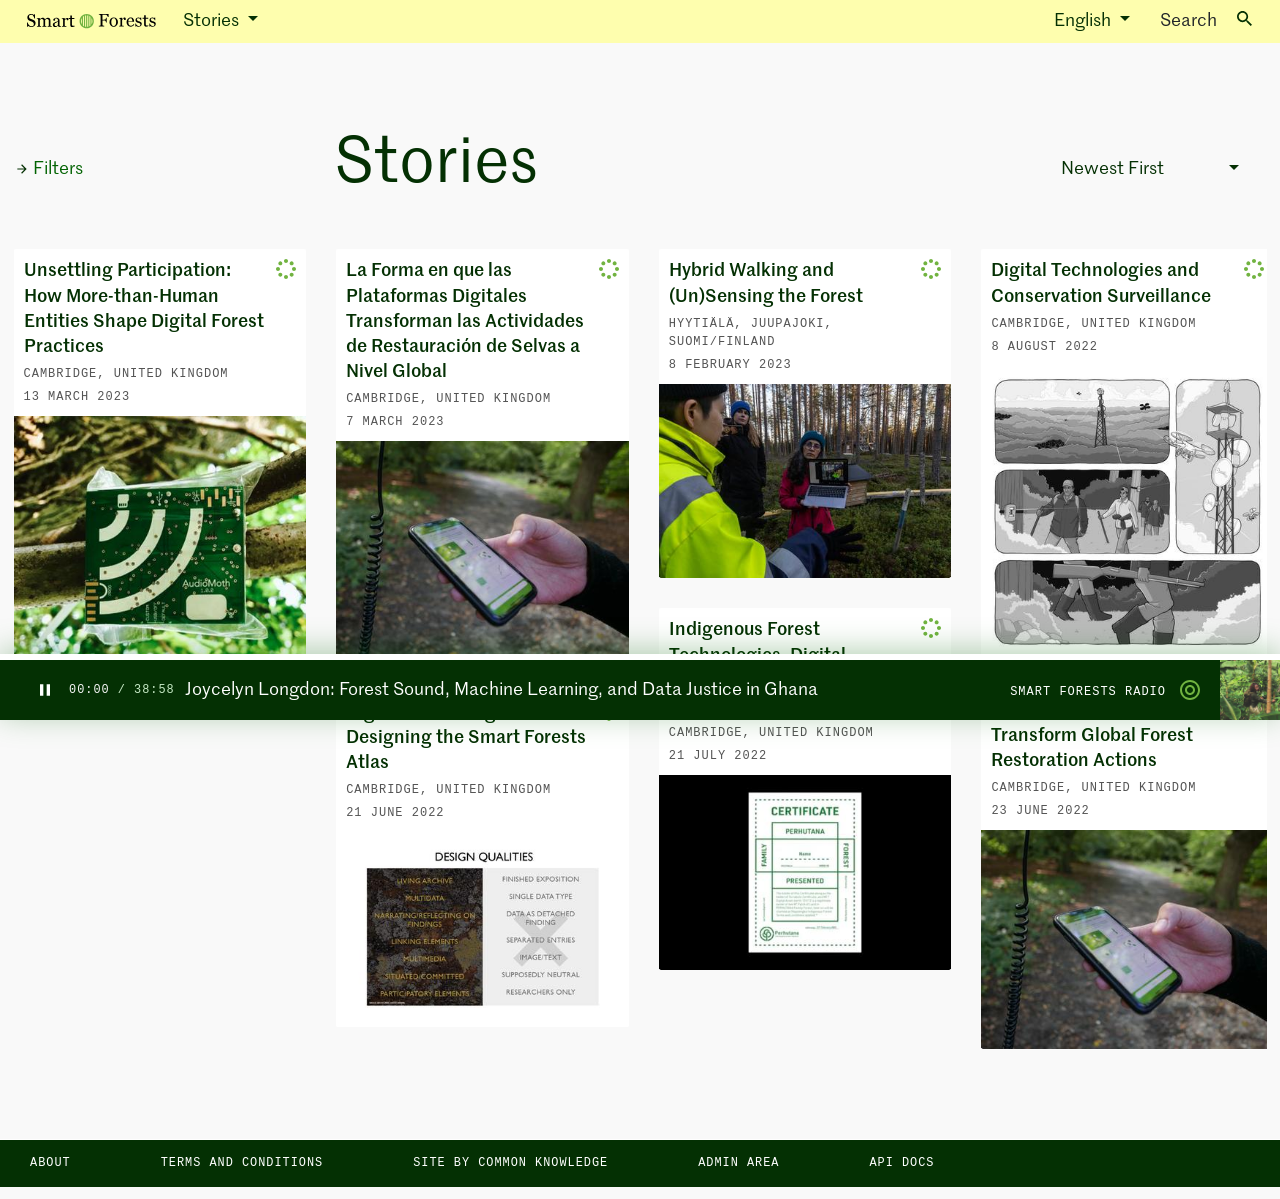 Smart Forests
Stories
English
Search
Filters
Stories
Newest First
Unsettling Participation:
How More-than-Human
Entities Shape Digital Forest
Practices
CAMBRIDGE, UNITED KINGDOM
13 MARCH 2023
AudioMoth
1.0.0
La Forma en que las
Plataformas Digitales
Transforman las Actividades
de Restauración de Selvas a
Nivel Global
CAMBRIDGE, UNITED KINGDOM
7 MARCH 2023
Hybrid Walking and
(Un)Sensing the Forest
HYYTIÄLÄ, JUUPAJOKI,
SUOMI/FINLAND
8 FEBRUARY 2023
Digital Technologies and
Conservation Surveillance
CAMBRIDGE, UNITED KINGDOM
8 AUGUST 2022
Indigenous Forest
Technologies, Digital
00:00 / 38:58
Joycelyn Longdon: Forest Sound, Machine Learning, and Data Justice in Ghana
SMART FORESTS RADIO
Designing the Smart Forests
Atlas
CAMBRIDGE, UNITED KINGDOM
21 JUNE 2022
DESIGN QUALITIES
LIVING ARCHIVE
MULTIDATA
NARRATING/REFLECTING ON
FINDINGS
LINKING ELEMENTS
MULTIMEDIA
SITUATED/COMMITTED
PARTICIPATORY ELEMENTS
FINISHED EXPOSITION
SINGLE DATA TYPE
DATA AS DETACHED
FINDING
SEPARATED ENTRIES
IMAGE/TEXT
SUPPOSEDLY NEUTRAL
RESEARCHERS ONLY
CAMBRIDGE, UNITED KINGDOM
21 JULY 2022
CERTIFICATE
PERHUTANA
FAMILY
Name
FOREST
PRESENTED
Perhutana
Transform Global Forest
Restoration Actions
CAMBRIDGE, UNITED KINGDOM
23 JUNE 2022
ABOUT
TERMS AND CONDITIONS
SITE BY COMMON KNOWLEDGE
ADMIN AREA
API DOCS